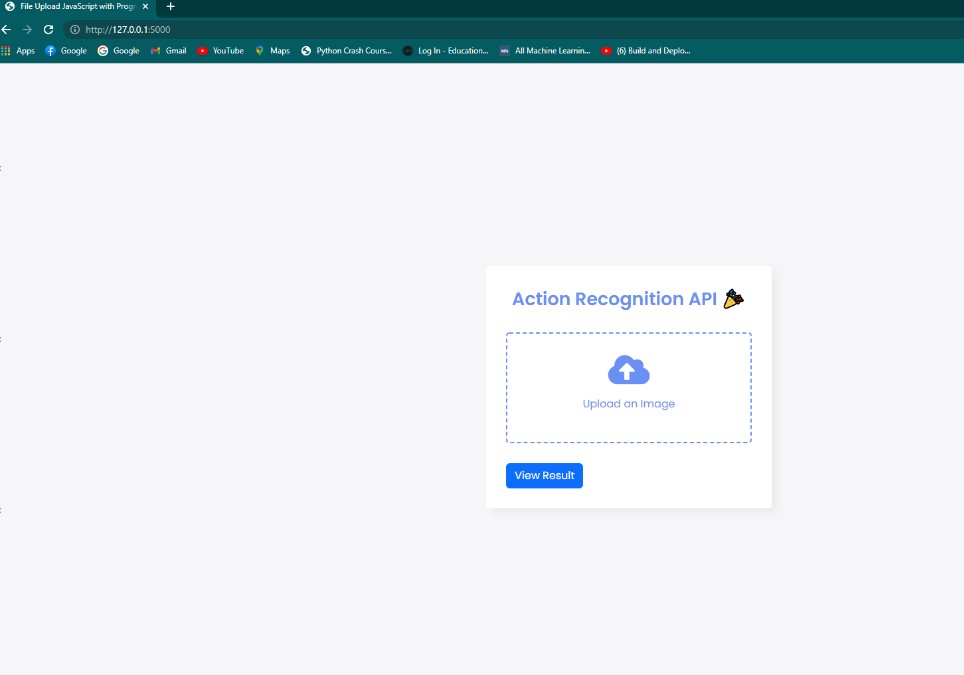 File Upload JavaScript with Progr
http://127.0.0.1:5000
Apps Google Google Gmail YouTube Maps Python Crash Cours... Log In - Education... All Machine Learnin... (6) Build and Deplo...
Action Recognition API
Upload an Image
View Result